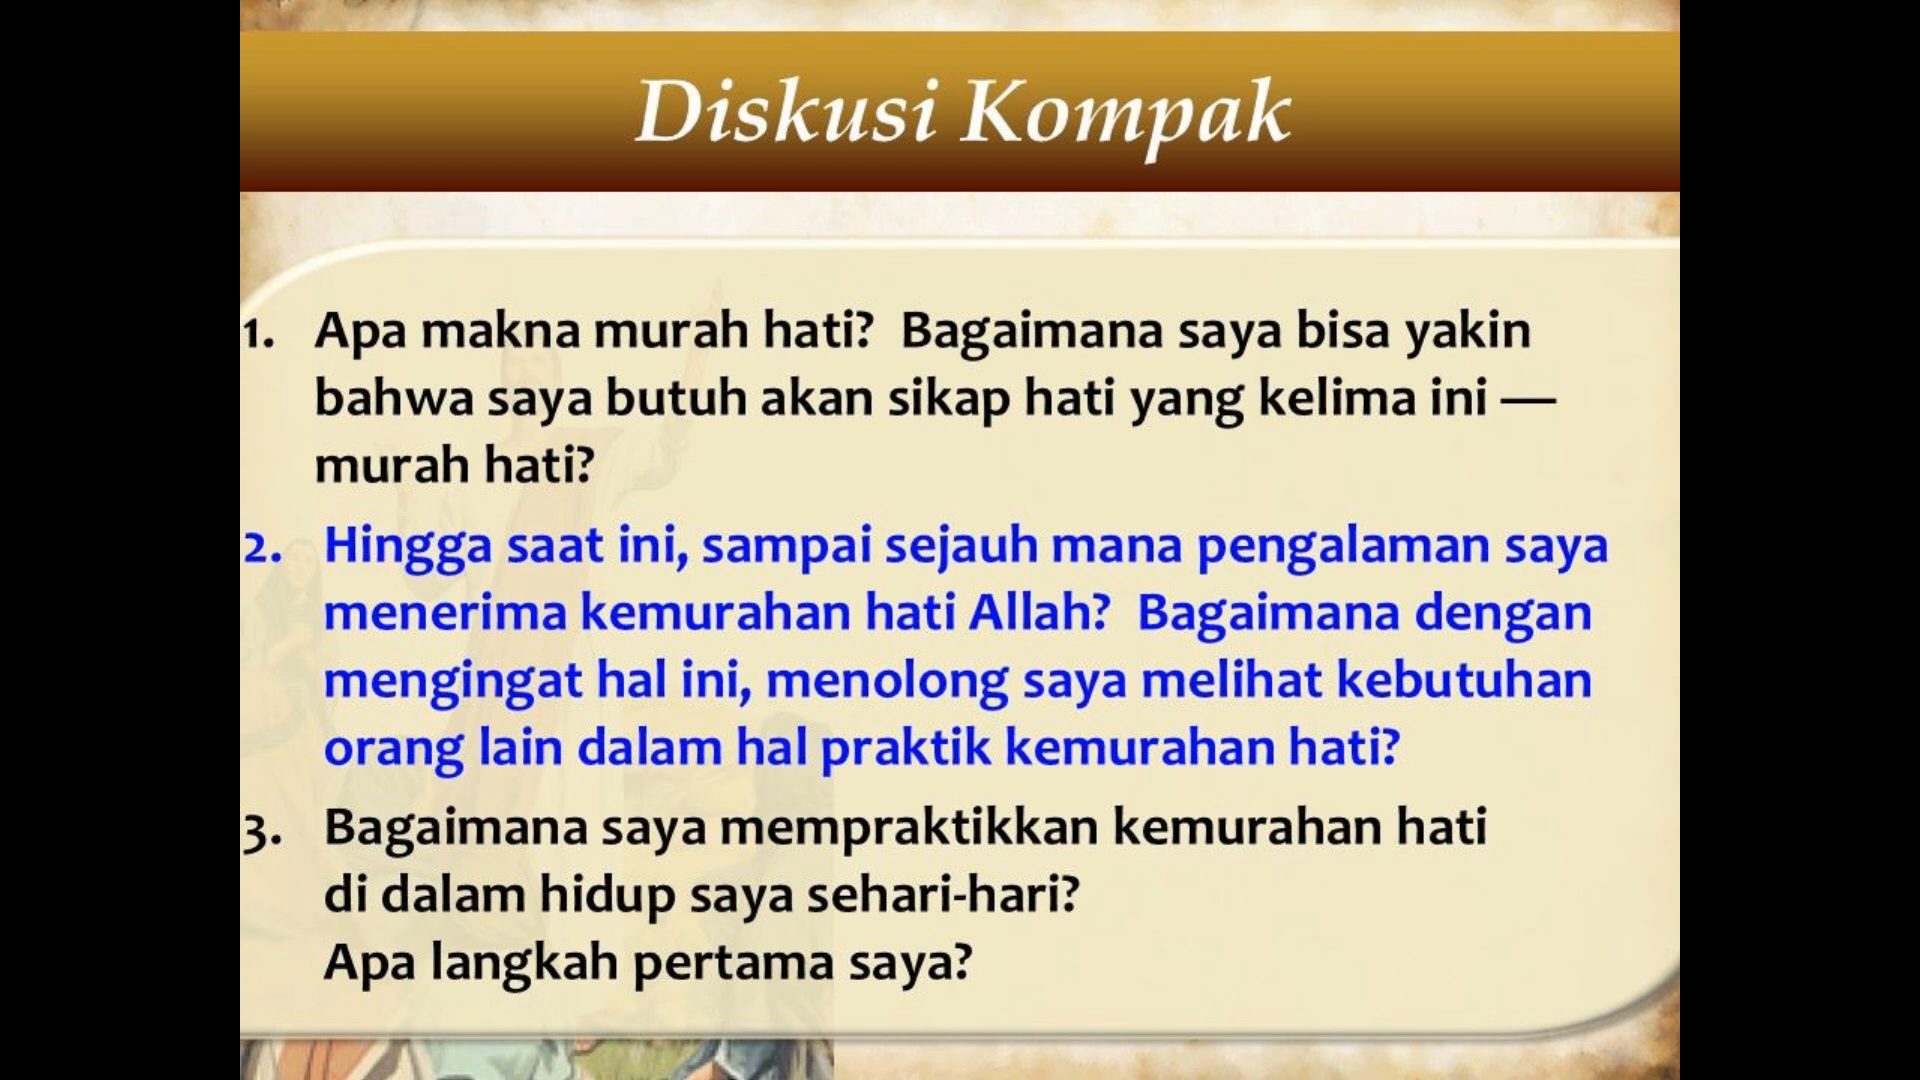 Diskusi Kompak
1. Apa makna murah hati? Bagaimana saya bisa yakin
bahwa saya butuh akan sikap hati yang kelima ini —
murah hati?
2. Hingga saat ini, sampai sejauh mana pengalaman saya
menerima kemurahan hati Allah? Bagaimana dengan
mengingat hal ini, menolong saya melihat kebutuhan
orang lain dalam hal praktik kemurahan hati?
3. Bagaimana saya mempraktikkan kemurahan hati
di dalam hidup saya sehari-hari?
Apa langkah pertama saya?